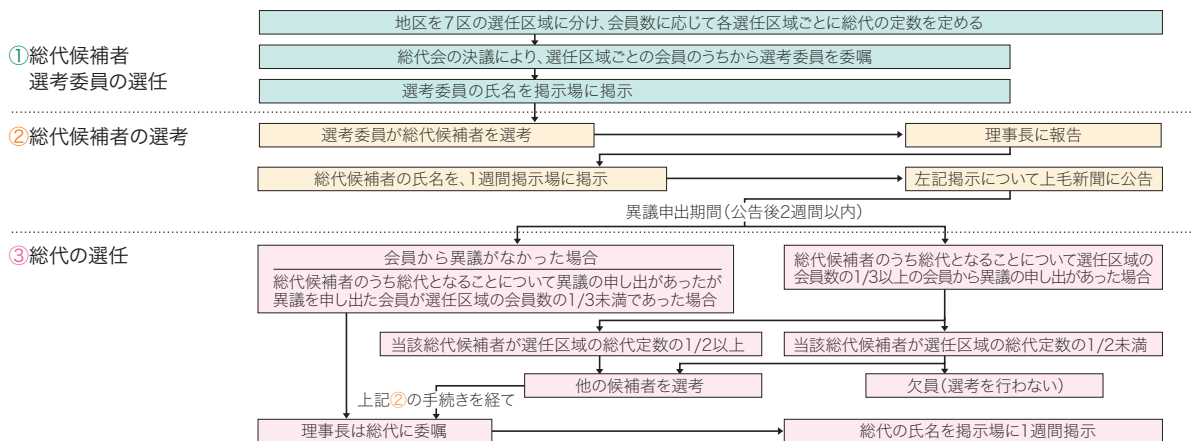 地区を7区の選任区域に分け、会員数に応じて各選任区域ごとに総代の定数を定める
①総代候補者
選考委員の選任
総代会の決議により、選任区域ごとの会員のうちから選考委員を委嘱
選考委員の氏名を掲示場に掲示
②総代候補者の選考
選考委員が総代候補者を選考
理事長に報告
総代候補者の氏名を、1週間掲示場に掲示
左記掲示について上毛新聞に公告
異議申出期間(公告後2週間以内)
③総代の選任
会員から異議がなかった場合
総代候補者のうち総代となることについて異議の申し出があったが
異議を申し出た会員が選任区域の会員数の1/3未満であった場合
総代候補者のうち総代となることについて選任区域の
会員数の1/3以上の会員から異議の申し出があった場合
当該総代候補者が選任区域の総代定数の1/2以上
当該総代候補者が選任区域の総代定数の1/2未満
他の候補者を選考
欠員(選考を行わない)
上記②の手続きを経て
理事長は総代に委嘱
総代の氏名を掲示場に1週間掲示